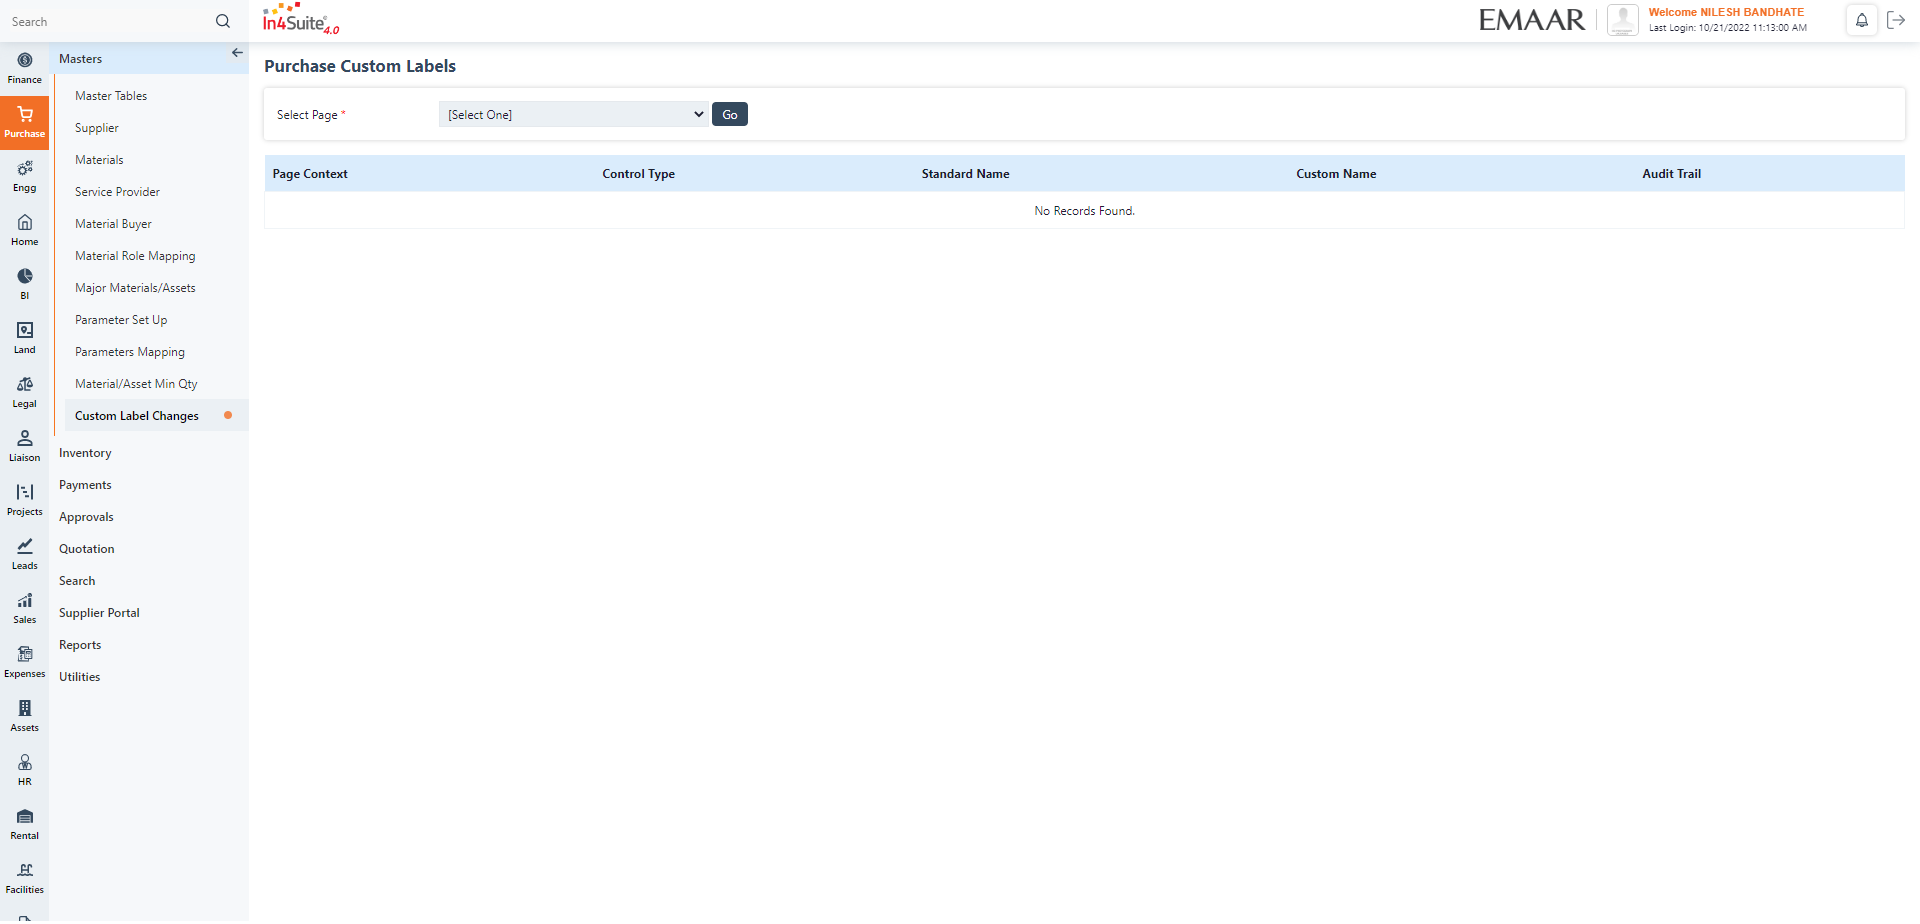 Search
In4Suite® 4.0
EMAAR
Welcome NILESH BANDHATE
Last Login: 10/21/2022 11:13:00 AM
Finance
Purchase
Engg
Home
BI
Land
Legal
Liaison
Projects
Leads
Sales
Expenses
Assets
HR
Rental
Facilities
Masters
Master Tables
Supplier
Materials
Service Provider
Material Buyer
Material Role Mapping
Major Materials/Assets
Parameter Set Up
Parameters Mapping
Material/Asset Min Qty
Custom Label Changes
Inventory
Payments
Approvals
Quotation
Search
Supplier Portal
Reports
Utilities
Purchase Custom Labels
Select Page * [Select One] Go
Page Context Control Type Standard Name Custom Name Audit Trail
No Records Found.